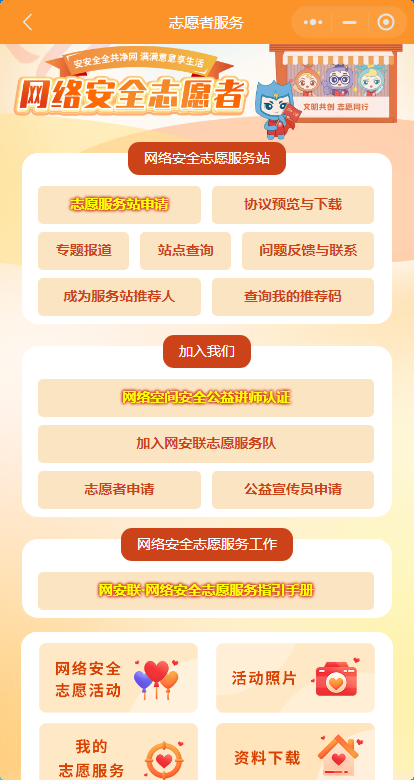 志愿者服务
安安全全共净网 满满意意享生活
网络安全志愿者
文明共创 志愿同行
网络安全志愿服务站
志愿服务站申请
协议预览与下载
专题报道
站点查询
问题反馈与联系
成为服务站推荐人
查询我的推荐码
加入我们
网络空间安全公益讲师认证
加入网安联志愿服务队
志愿者申请
公益宣传员申请
网络安全志愿服务工作
网安联·网络安全志愿服务指引手册
网络安全
志愿活动
活动照片
我的
志愿服务
资料下载